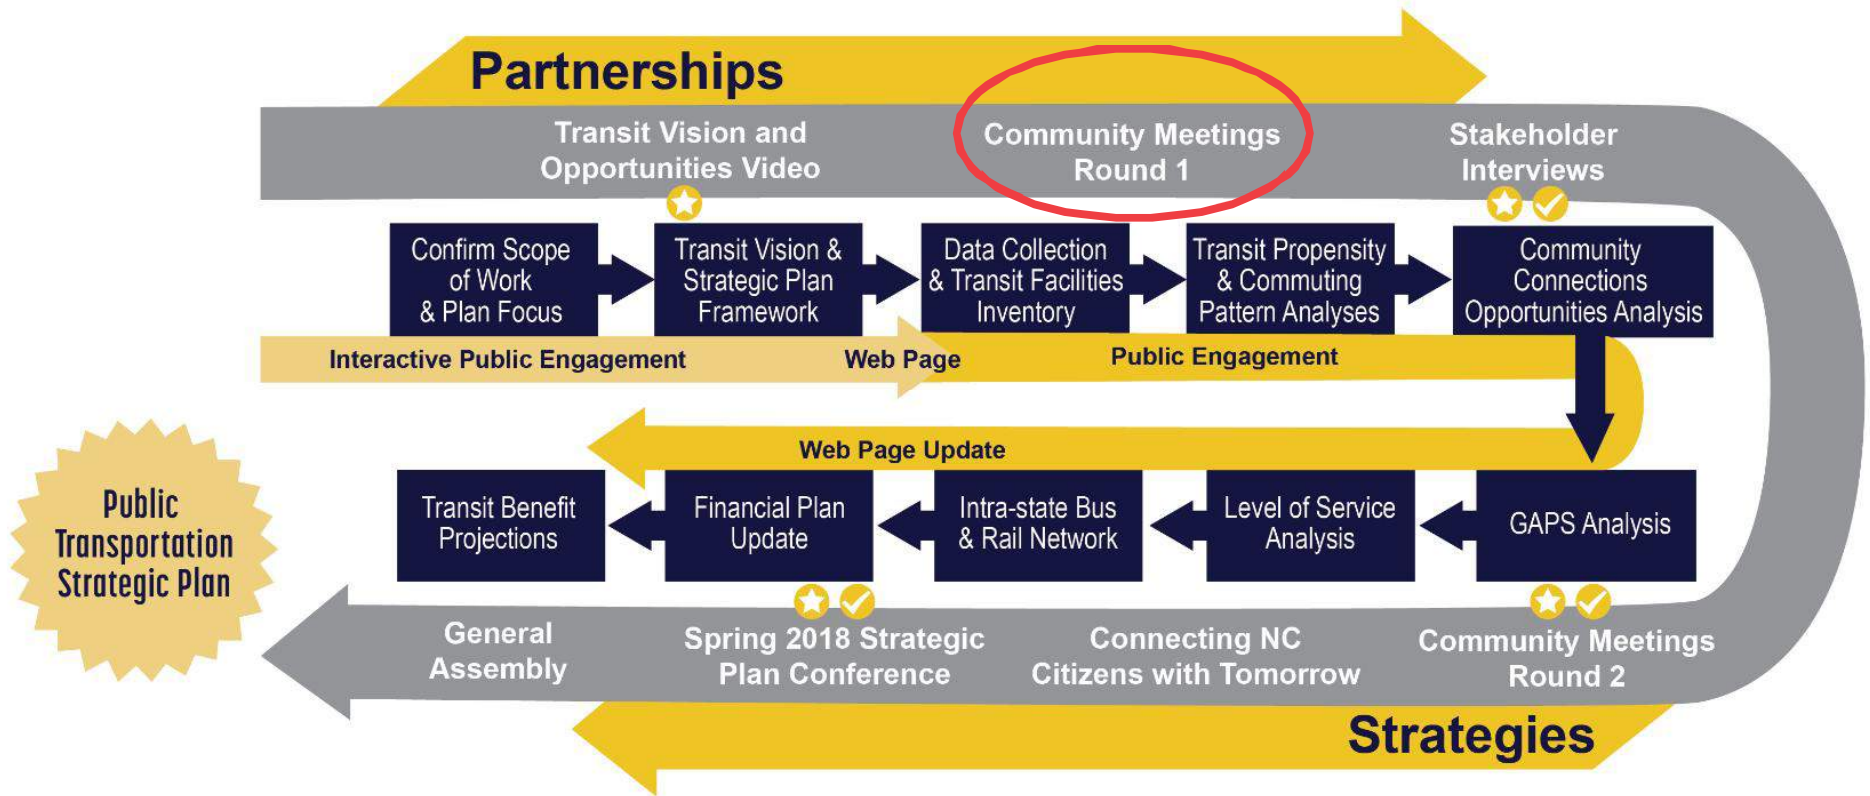 Partnerships
Transit Vision and
Opportunities Video
Community Meetings
Round 1
Stakeholder
Interviews
Confirm Scope
of Work
& Plan Focus
Transit Vision &
Strategic Plan
Framework
Data Collection
& Transit Facilities
Inventory
Transit Propensity
& Commuting
Pattern Analyses
Community
Connections
Opportunities Analysis
Interactive Public Engagement
Web Page
Public Engagement
Web Page Update
Public
Transportation
Strategic Plan
Transit Benefit
Projections
Financial Plan
Update
Intra-state Bus
& Rail Network
Level of Service
Analysis
GAPS Analysis
General
Assembly
Spring 2018 Strategic
Plan Conference
Connecting NC
Citizens with Tomorrow
Community Meetings
Round 2
Strategies